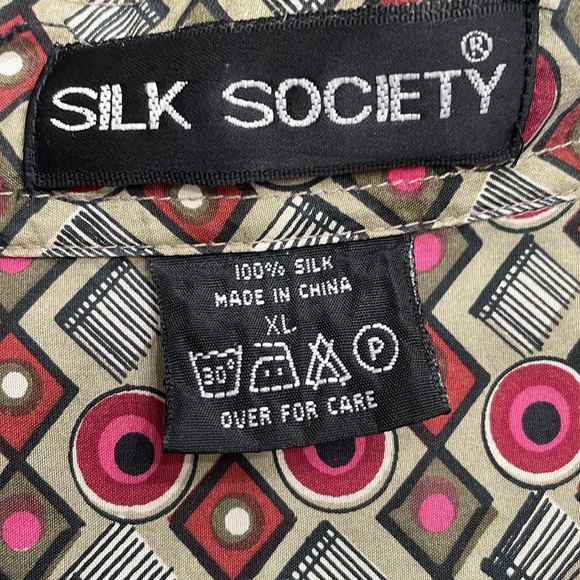 SILK SOCIETY®
100% SILK
MADE IN CHINA
XL
30° P
OVER FOR CARE